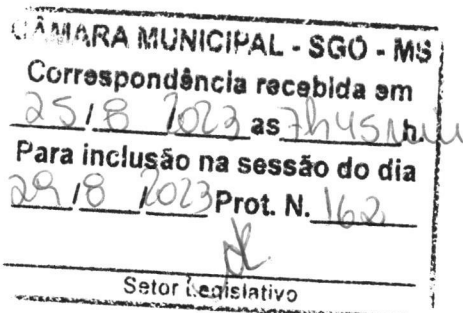 CÂMARA MUNICIPAL - SGO - MS
Correspondência recebida em
25/8/2023 as 7h45 h
Para inclusão na sessão do dia
29/8/2023 Prot. N. 162
Setor Legislativo